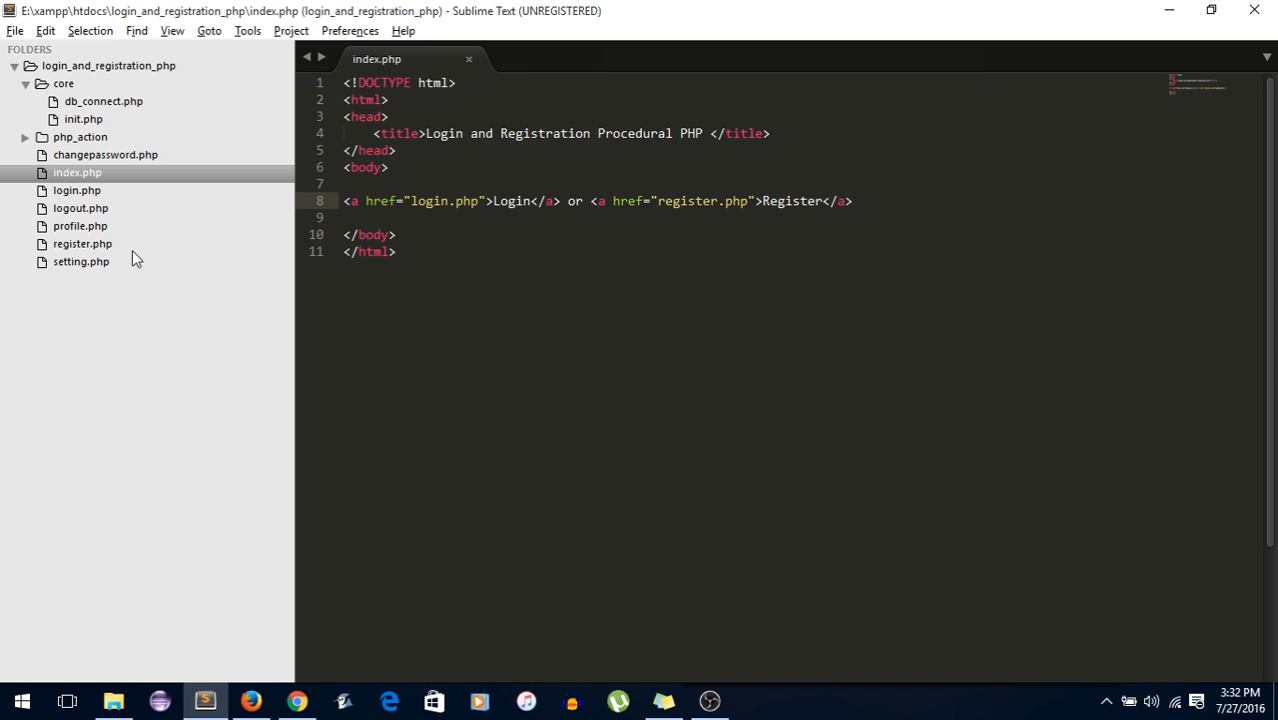 E:\xampp\htdocs\login_and_registration_php\index.php (login_and_registration_php) - Sublime Text (UNREGISTERED)
File Edit Selection Find View Goto Tools Project Preferences Help
FOLDERS
login_and_registration_php
core
db_connect.php
init.php
php_action
changepassword.php
index.php
login.php
logout.php
profile.php
register.php
setting.php
index.php
1 <!DOCTYPE html>
2 <html>
3 <head>
4 <title>Login and Registration Procedural PHP </title>
5 </head>
6 <body>
7
8 <a href="login.php">Login</a> or <a href="register.php">Register</a>
9
10 </body>
11 </html>
3:32 PM
7/27/2016